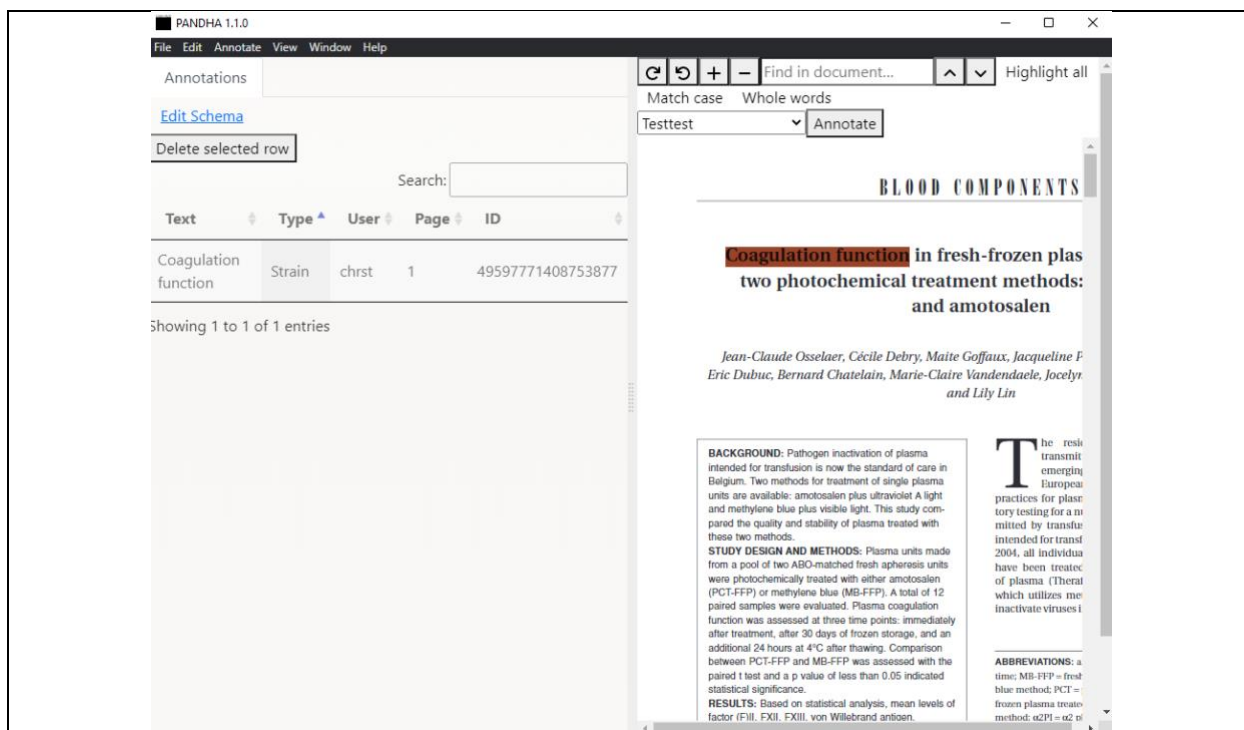 PANDHA 1.1.0
File Edit Annotate View Window Help
Annotations
Edit Schema
Delete selected row
Search:
Text Type User Page ID
Coagulation
function
Strain chrst 1 49597771408753877
Showing 1 to 1 of 1 entries
Find in document... Highlight all
Match case Whole words
Testtest Annotate
BLOOD COMPONENTS
Coagulation function in fresh-frozen plas
two photochemical treatment methods:
and amotosalen
Jean-Claude Osselaer, Cécile Debry, Maite Goffaux, Jacqueline P
Eric Dubuc, Bernard Chatelain, Marie-Claire Vandendaele, Jocelyn
and Lily Lin
BACKGROUND: Pathogen inactivation of plasma
intended for transfusion is now the standard of care in
Belgium. Two methods for treatment of single plasma
units are available: amotosalen plus ultraviolet A light
and methylene blue plus visible light. This study com-
pared the quality and stability of plasma treated with
these two methods.
STUDY DESIGN AND METHODS: Plasma units made
from a pool of two ABO-matched fresh apheresis units
were photochemically treated with either amotosalen
(PCT-FFP) or methylene blue (MB-FFP). A total of 12
paired samples were evaluated. Plasma coagulation
function was assessed at three time points: immediately
after treatment, after 30 days of frozen storage, and an
additional 24 hours at 4°C after thawing. Comparison
between PCT-FFP and MB-FFP was assessed with the
paired t test and a p value of less than 0.05 indicated
statistical significance.
RESULTS: Based on statistical analysis, mean levels of
factor (F)II, FXII, FXIII, von Willebrand antigen,
The resi
transmit
emerging
European
practices for plasm
tory testing for a nu
mitted by transfu
intended for transf
2004, all individua
have been treated
of plasma (Theraf
which utilizes me
inactivate viruses i
ABBREVIATIONS: a
time; MB-FFP = fresh
blue method; PCT =
frozen plasma treate
method; α2PI = α2 pl